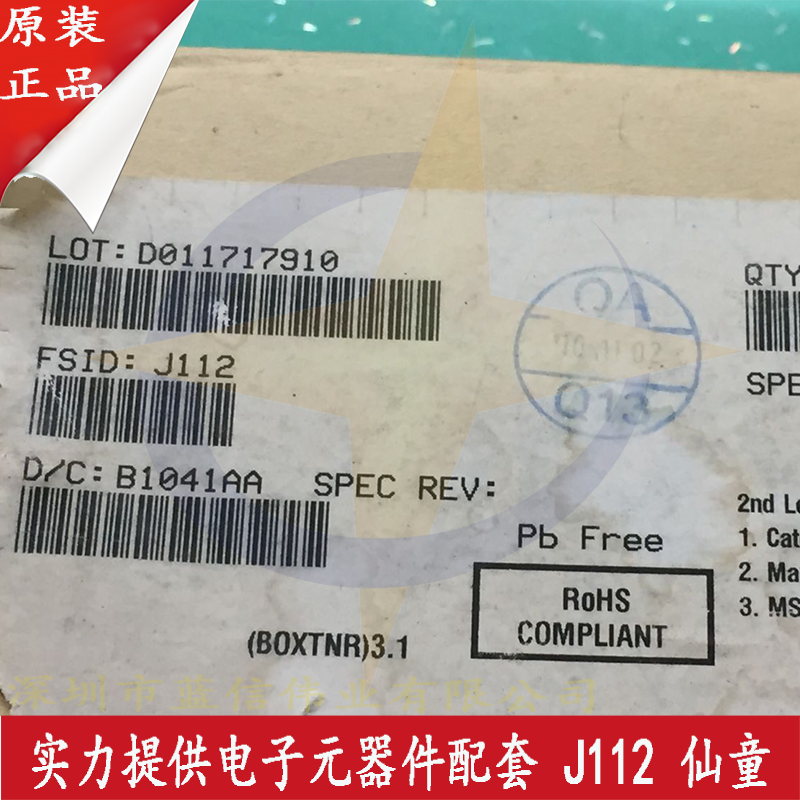 原装
正品
LOT: D011717910
QTY
FSID: J112
SPE
D/C: B1041AA SPEC REV:
QA
Q13
Pb Free
RoHS
COMPLIANT
2nd Le
1. Cat
2. Ma
3. MS
(BOXTNR)3.1
深圳市蓝信伟业有限公司
实力提供电子元器件配套 J112 仙童